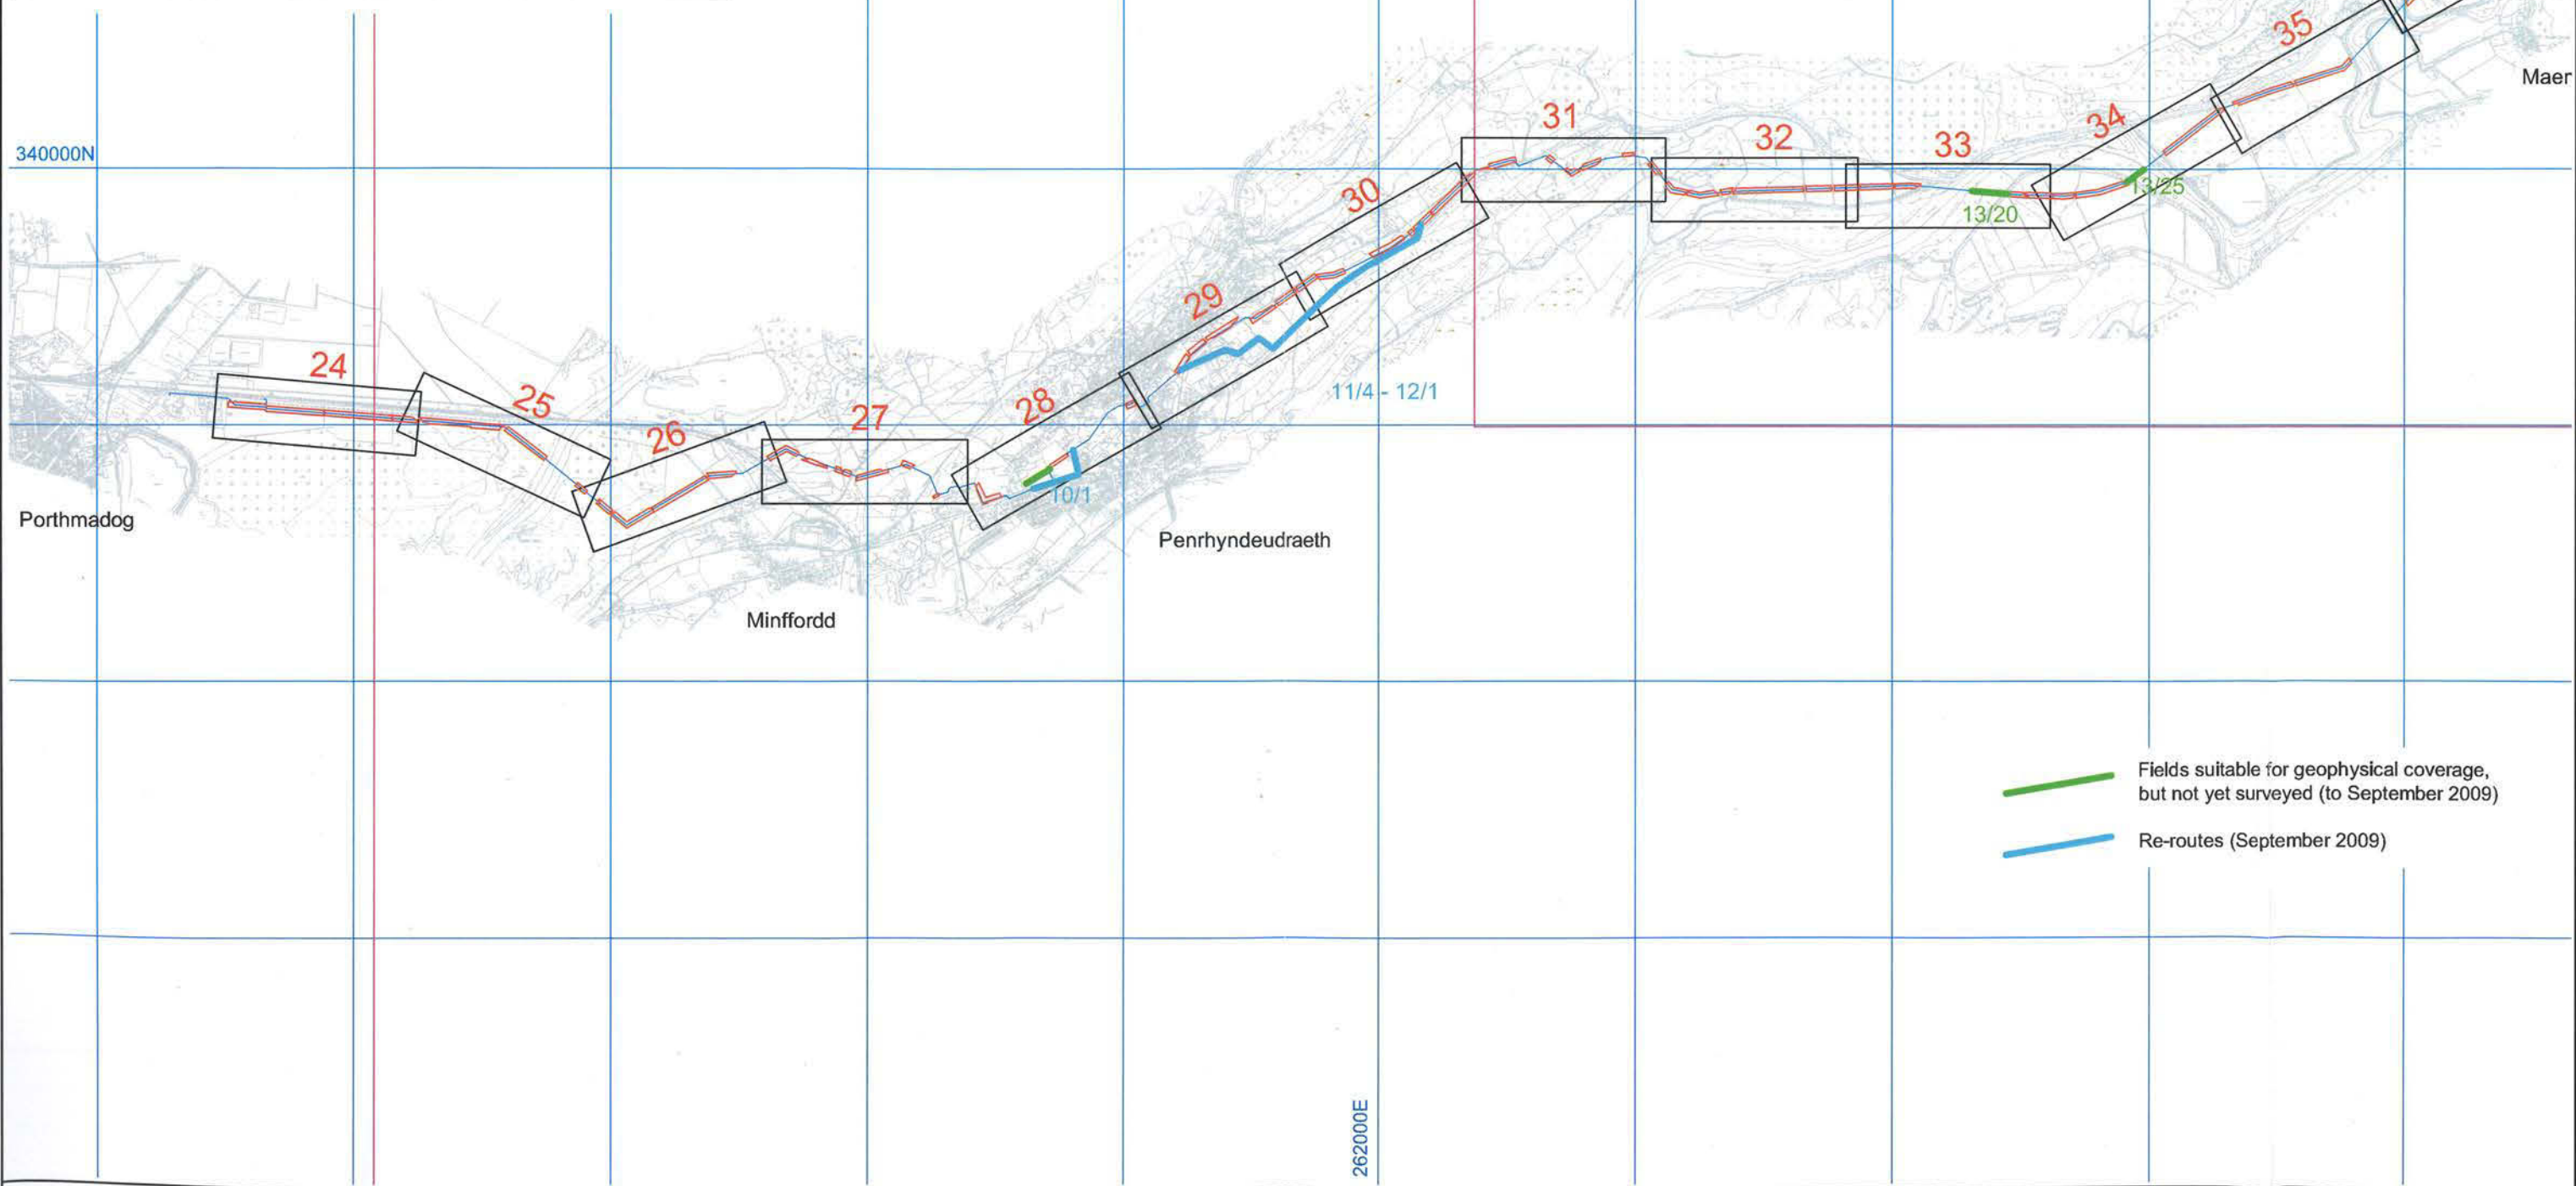 35
Maer
31
34
32
33
340000N
30
13/25
13/20
29
24
25
11/4 - 12/1
28
27
26
10/1
Porthmadog
Penrhyndeudraeth
Minffordd
Fields suitable for geophysical coverage,
but not yet surveyed (to September 2009)
Re-routes (September 2009)
262000E